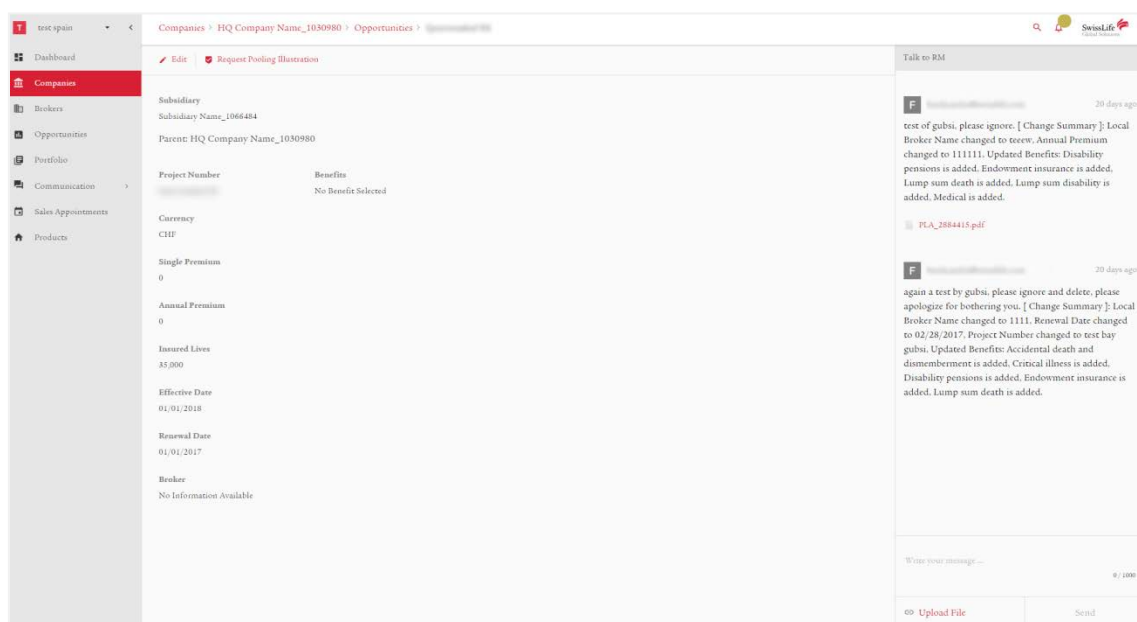 T test spain
Companies > HQ Company Name_1030980 > Opportunities >
SwissLife
Global Solutions
Dashboard
Companies
Brokers
Opportunities
Portfolio
Communication
Sales Appointments
Products
Edit
Request Pooling Illustration
Subsidiary
Subsidiary Name_1066484
Parent: HQ Company Name_1030980
Project Number
Benefits
No Benefit Selected
Currency
CHF
Single Premium
0
Annual Premium
0
Insured Lives
35,000
Effective Date
01/01/2018
Renewal Date
01/01/2017
Broker
No Information Available
Talk to RM
F
20 days ago
test of gubsi, please ignore. [ Change Summary ]: Local
Broker Name changed to teeew, Annual Premium
changed to 111111, Updated Benefits: Disability
pensions is added, Endowment insurance is added,
Lump sum death is added, Lump sum disability is
added, Medical is added.
PLA_2884415.pdf
F
20 days ago
again a test by gubsi, please ignore and delete, please
apologize for bothering you. [ Change Summary ]: Local
Broker Name changed to 1111, Renewal Date changed
to 02/28/2017, Project Number changed to test bay
gubsi, Updated Benefits: Accidental death and
dismemberment is added, Critical illness is added,
Disability pensions is added, Endowment insurance is
added, Lump sum death is added.
Write your message ...
0 / 1000
Upload File
Send